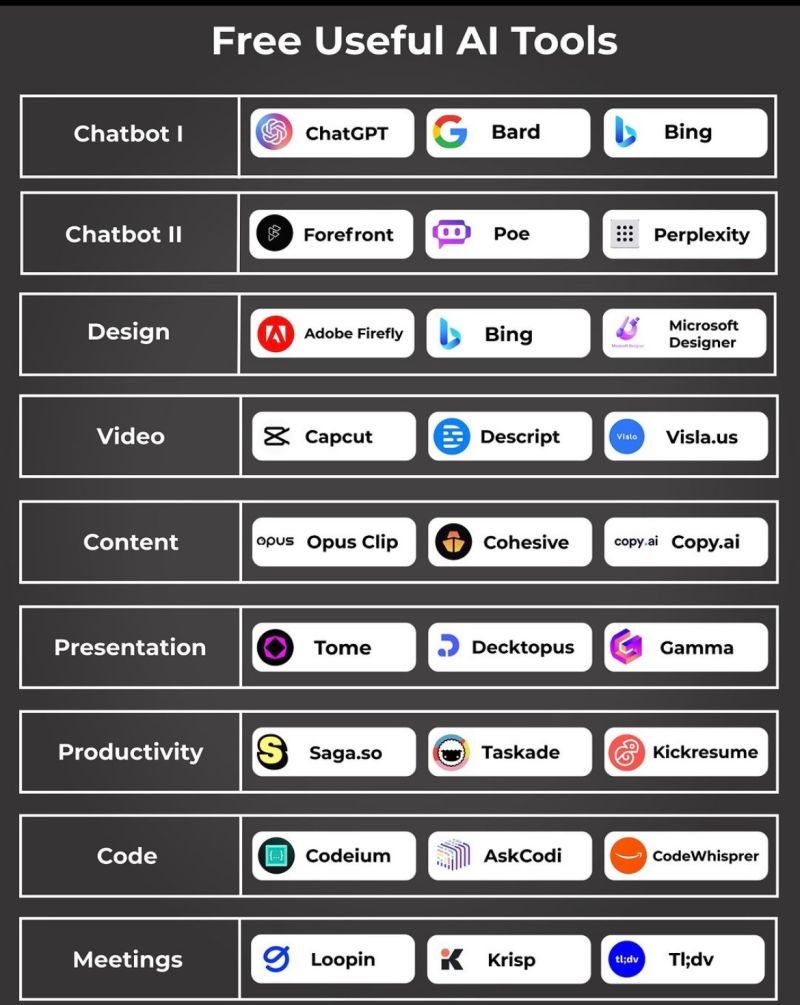 Free Useful AI Tools
Chatbot I
ChatGPT
Bard
Bing
Chatbot II
Forefront
Poe
Perplexity
Design
Adobe Firefly
Bing
Microsoft
Designer
Microsoft Designer
Video
Capcut
Descript
Visla
Visla.us
Content
opus
Opus Clip
Cohesive
copy.ai
Copy.ai
Presentation
Tome
Decktopus
Gamma
Productivity
S
Saga.so
Taskade
Kickresume
Code
{...}
Codeium
AskCodi
CodeWhisprer
Meetings
Loopin
Krisp
tl;dv
Tl;dv